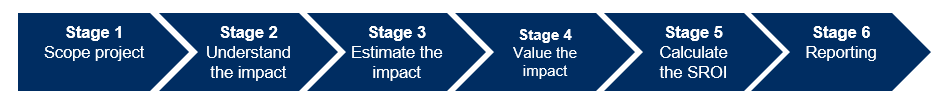 Stage 1
Scope project
Stage 2
Understand
the impact
Stage 3
Estimate the
impact
Stage 4
Value the
impact
Stage 5
Calculate
the SROI
Stage 6
Reporting